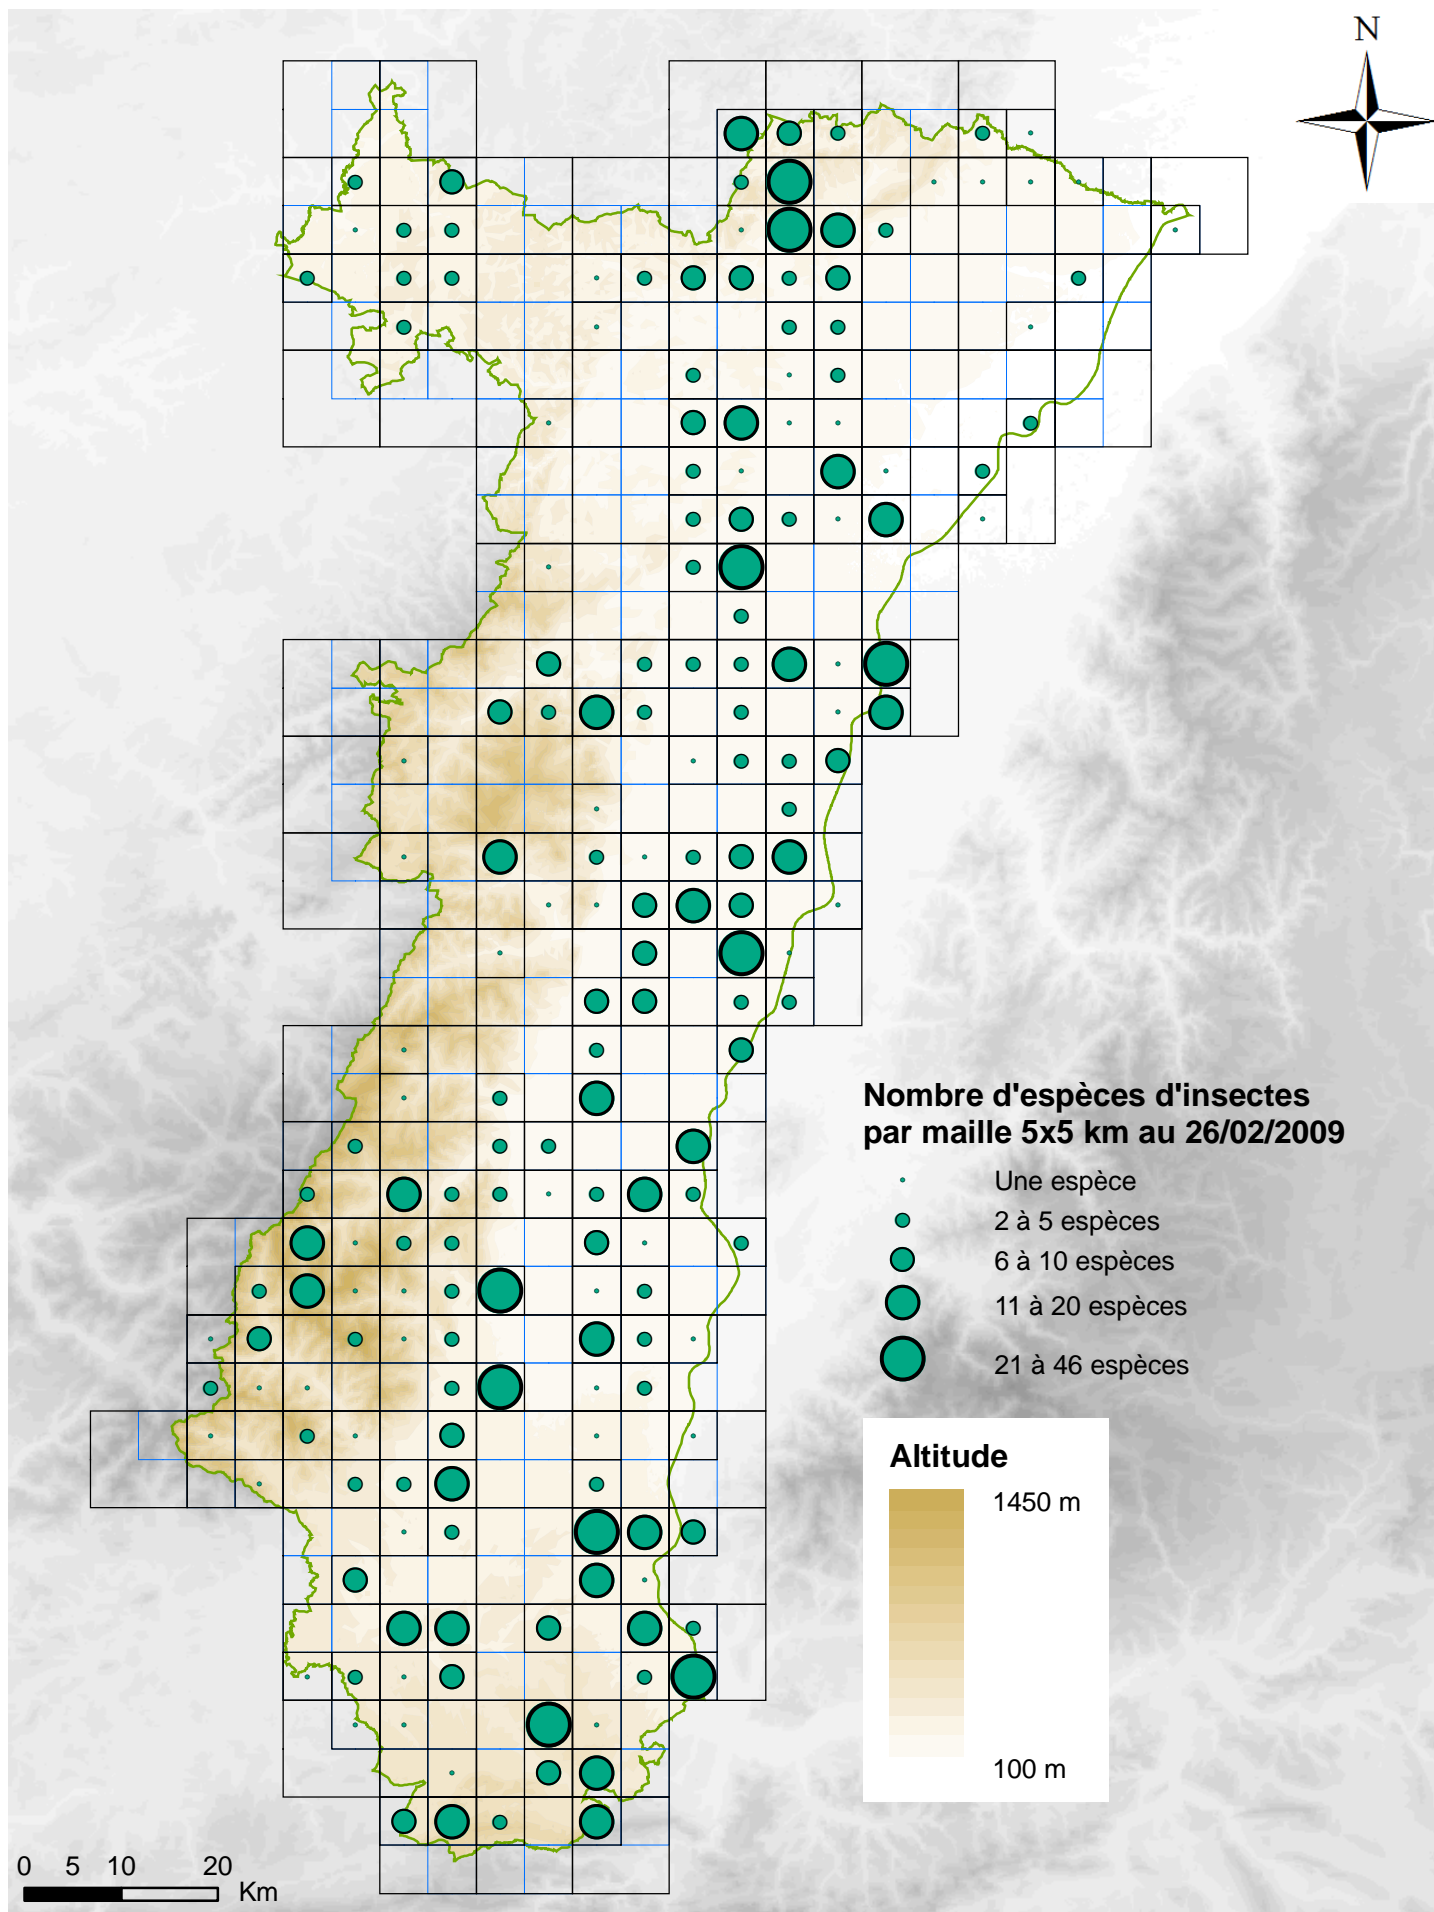 N
Nombre d'espèces d'insectes
par maille 5x5 km au 26/02/2009
Une espèce
2 à 5 espèces
6 à 10 espèces
11 à 20 espèces
21 à 46 espèces
Altitude
1450 m
100 m
0 5 10 20
Km